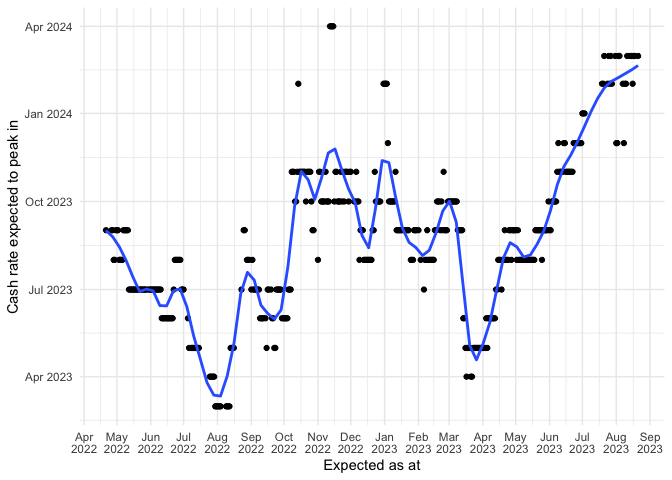 Apr 2024
Jan 2024
Oct 2023
Jul 2023
Apr 2023
Cash rate expected to peak in
Apr May Jun Jul Aug Sep Oct Nov Dec Jan Feb Mar Apr May Jun Jul Aug Sep
2022 2022 2022 2022 2022 2022 2022 2022 2022 2023 2023 2023 2023 2023 2023 2023 2023 2023
Expected as at